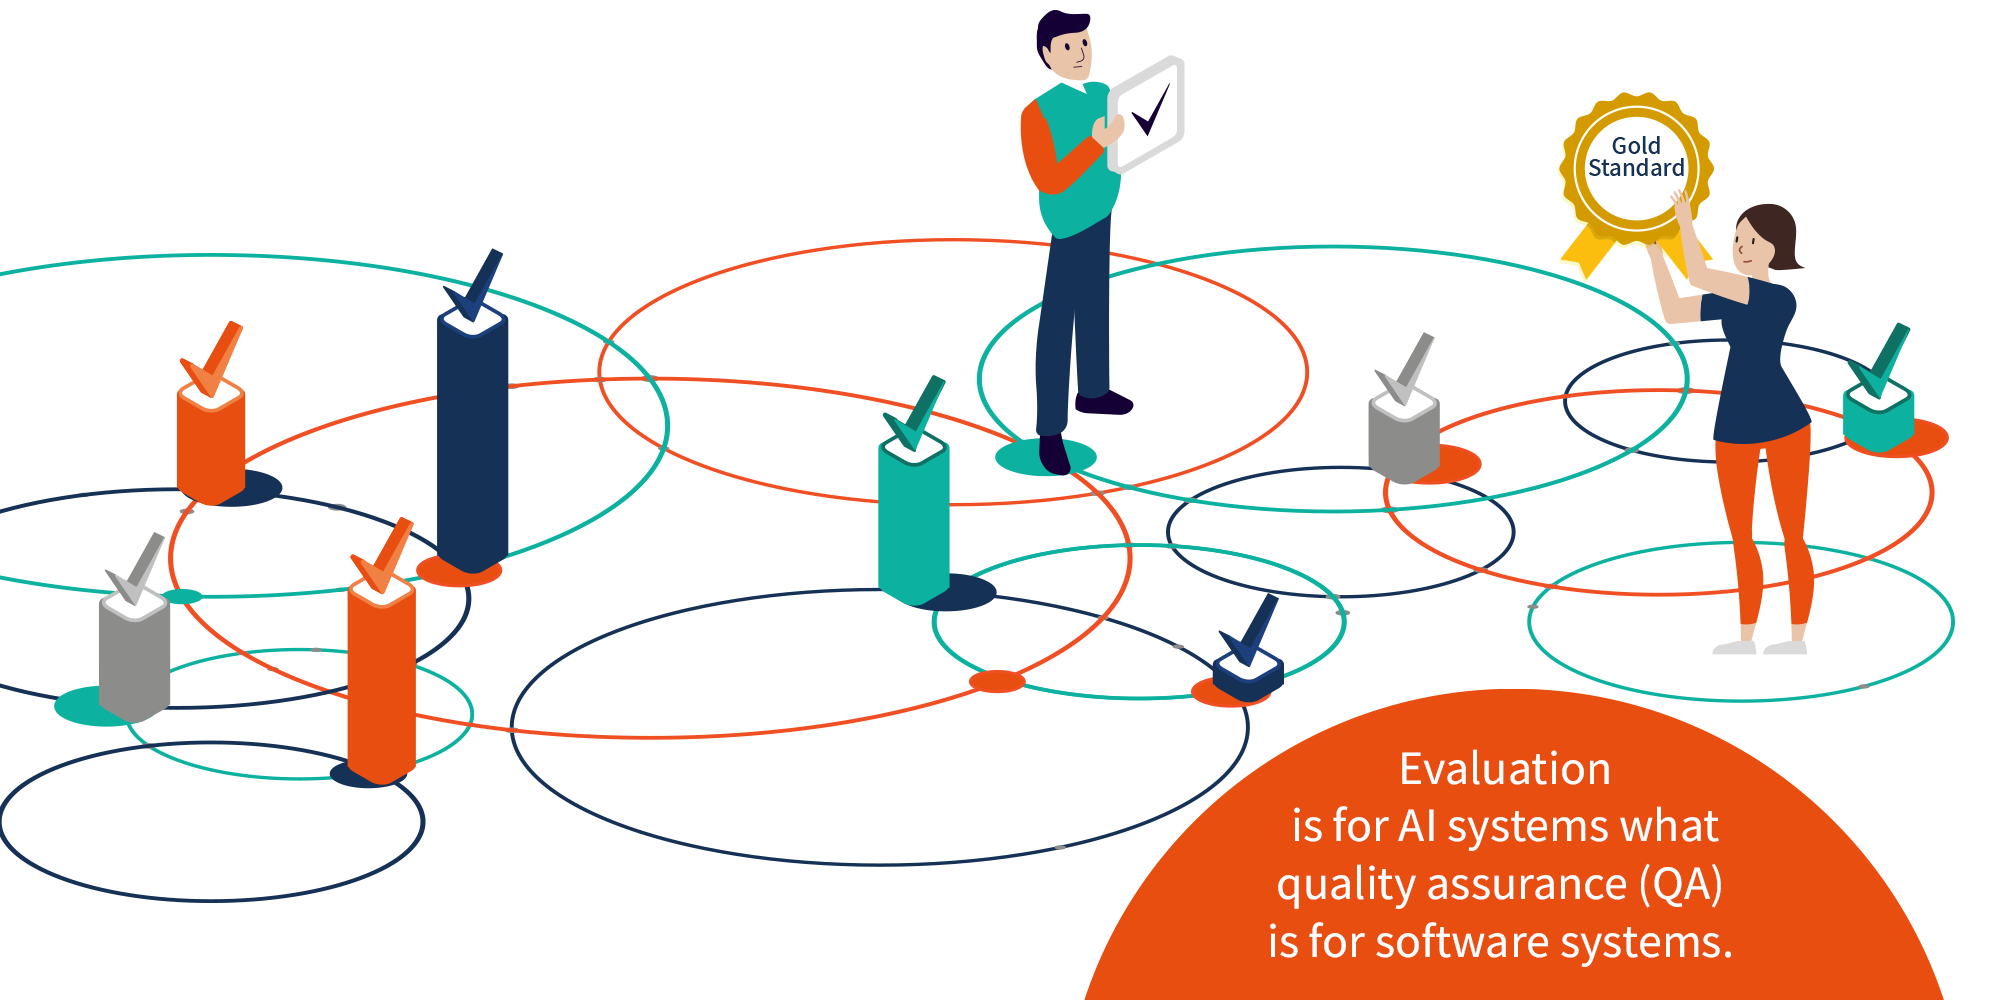 Gold
Standard
Evaluation
is for AI systems what
quality assurance (QA)
is for software systems.